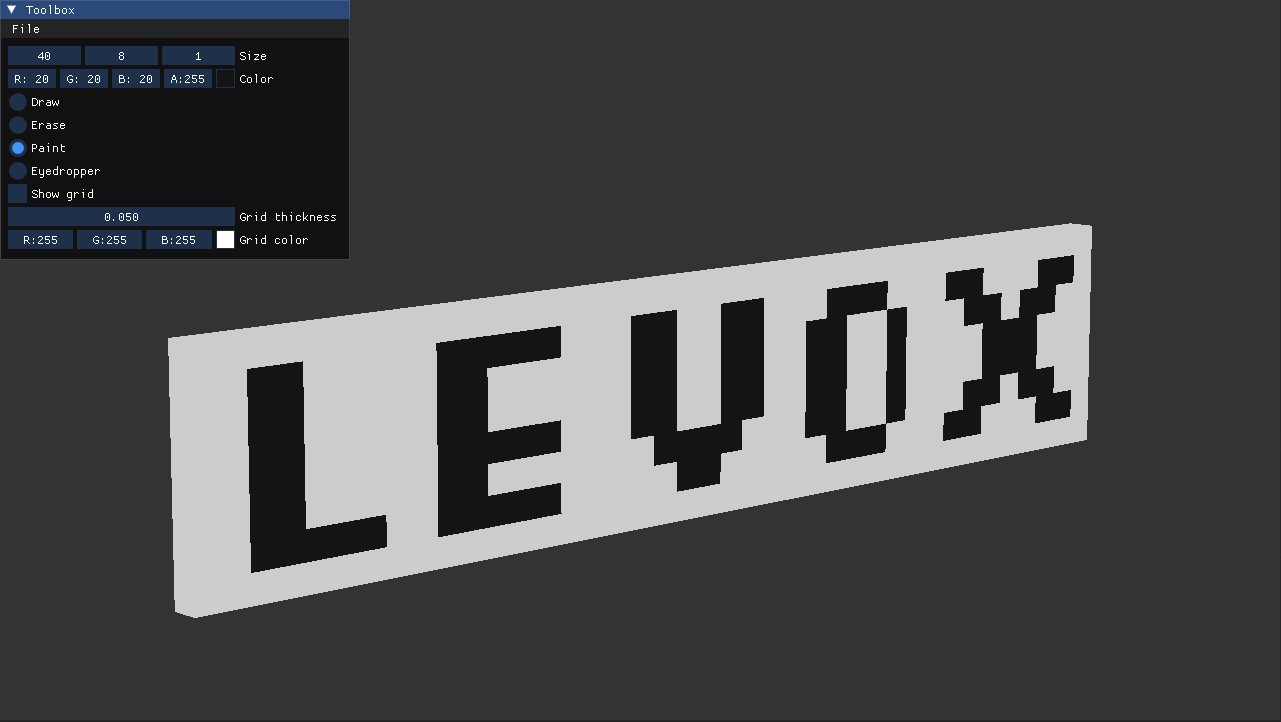 Toolbox
File
40 8 1 Size
R: 20 G: 20 B: 20 A:255 Color
Draw
Erase
Paint
Eyedropper
Show grid
0.050 Grid thickness
R:255 G:255 B:255 Grid color
LEVOX